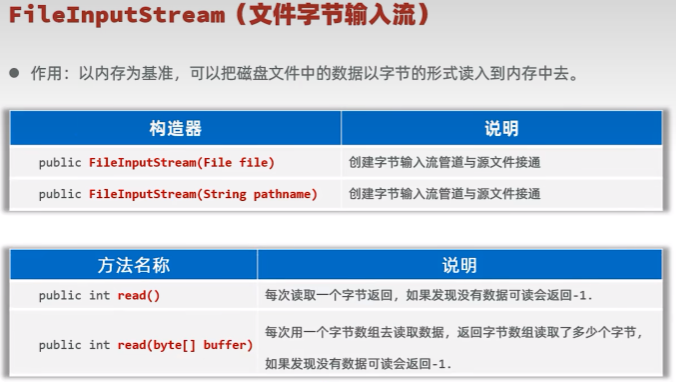 FileInputStream（文件字节输入流）
● 作用：以内存为基准，可以把磁盘文件中的数据以字节的形式读入到内存中去。
构造器 说明
public FileInputStream(File file) 创建字节输入流管道与源文件接通
public FileInputStream(String pathname) 创建字节输入流管道与源文件接通
方法名称 说明
public int read() 每次读取一个字节返回，如果发现没有数据可读会返回-1.
public int read(byte[] buffer) 每次用一个字节数组去读取数据，返回字节数组读取了多少个字节，
如果发现没有数据可读会返回-1.